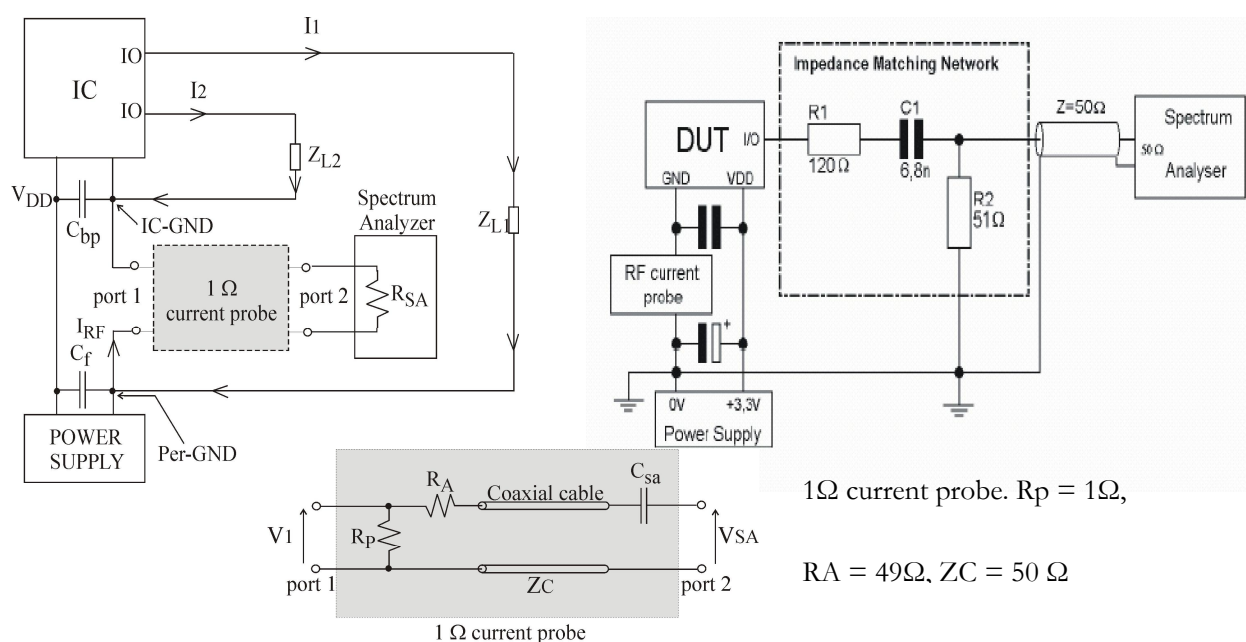 IC
IO
I1
IO
I2
ZL2
VDD
Cbp
IC-GND
ZL1
Spectrum
Analyzer
RSA
port 1
1 Ω
current probe
port 2
IRF
Cf
POWER
SUPPLY
Per-GND
Impedance Matching Network
DUT
I/O
GND
VDD
R1
120Ω
C1
6,8n
R2
51Ω
Z=50Ω
50 Ω
Spectrum
Analyser
RF current
probe
+
0V
+3,3V
Power Supply
V1
port 1
RP
RA
Coaxial cable
ZC
Csa
VSA
port 2
1 Ω current probe
1Ω current probe. Rp = 1Ω,
RA = 49Ω, ZC = 50 Ω